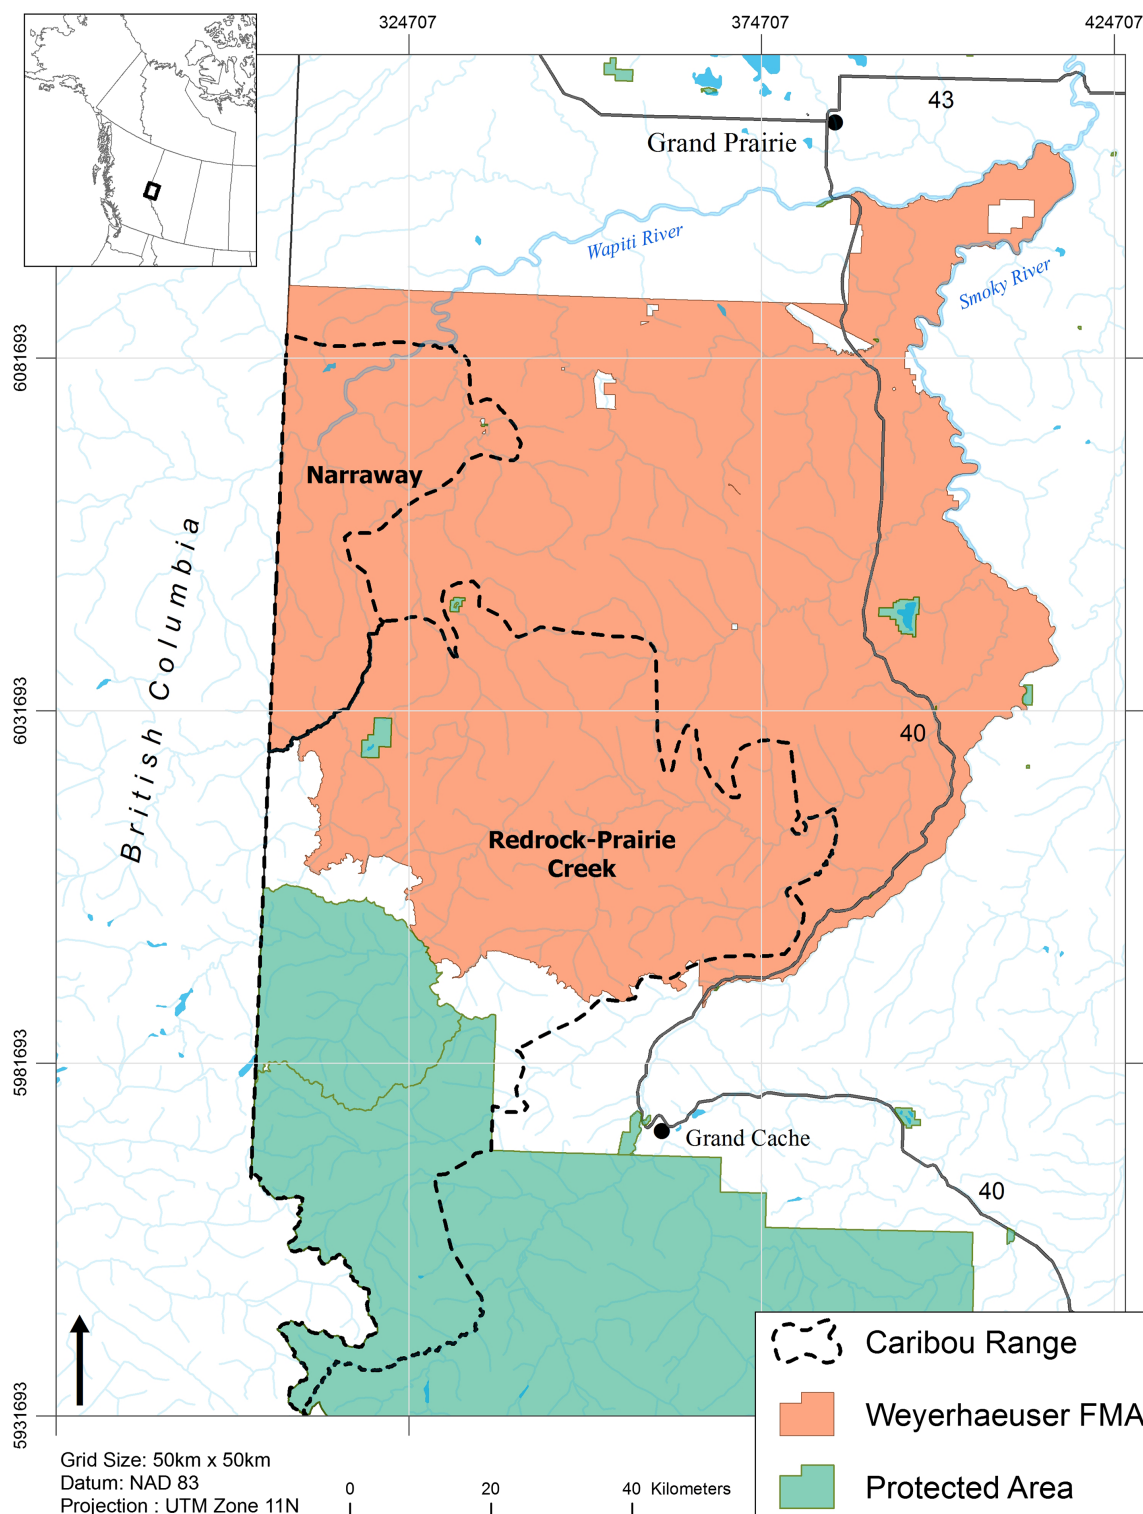 324707
374707
424707
43
Grand Prairie
Wapiti River
Smoky River
6081693
Narraway
British Columbia
6031693
40
Redrock-Prairie
Creek
5981693
Grand Cache
40
5931693
Caribou Range
Weyerhaeuser FMA
Protected Area
Grid Size: 50km x 50km
Datum: NAD 83
Projection : UTM Zone 11N
0 20 40 Kilometers